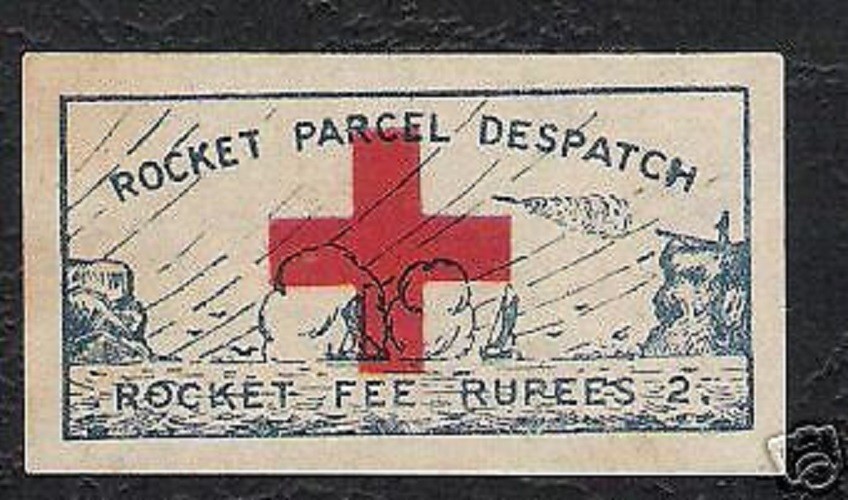 ROCKET PARCEL DESPATCH
ROCKET FEE RUPEES 2.